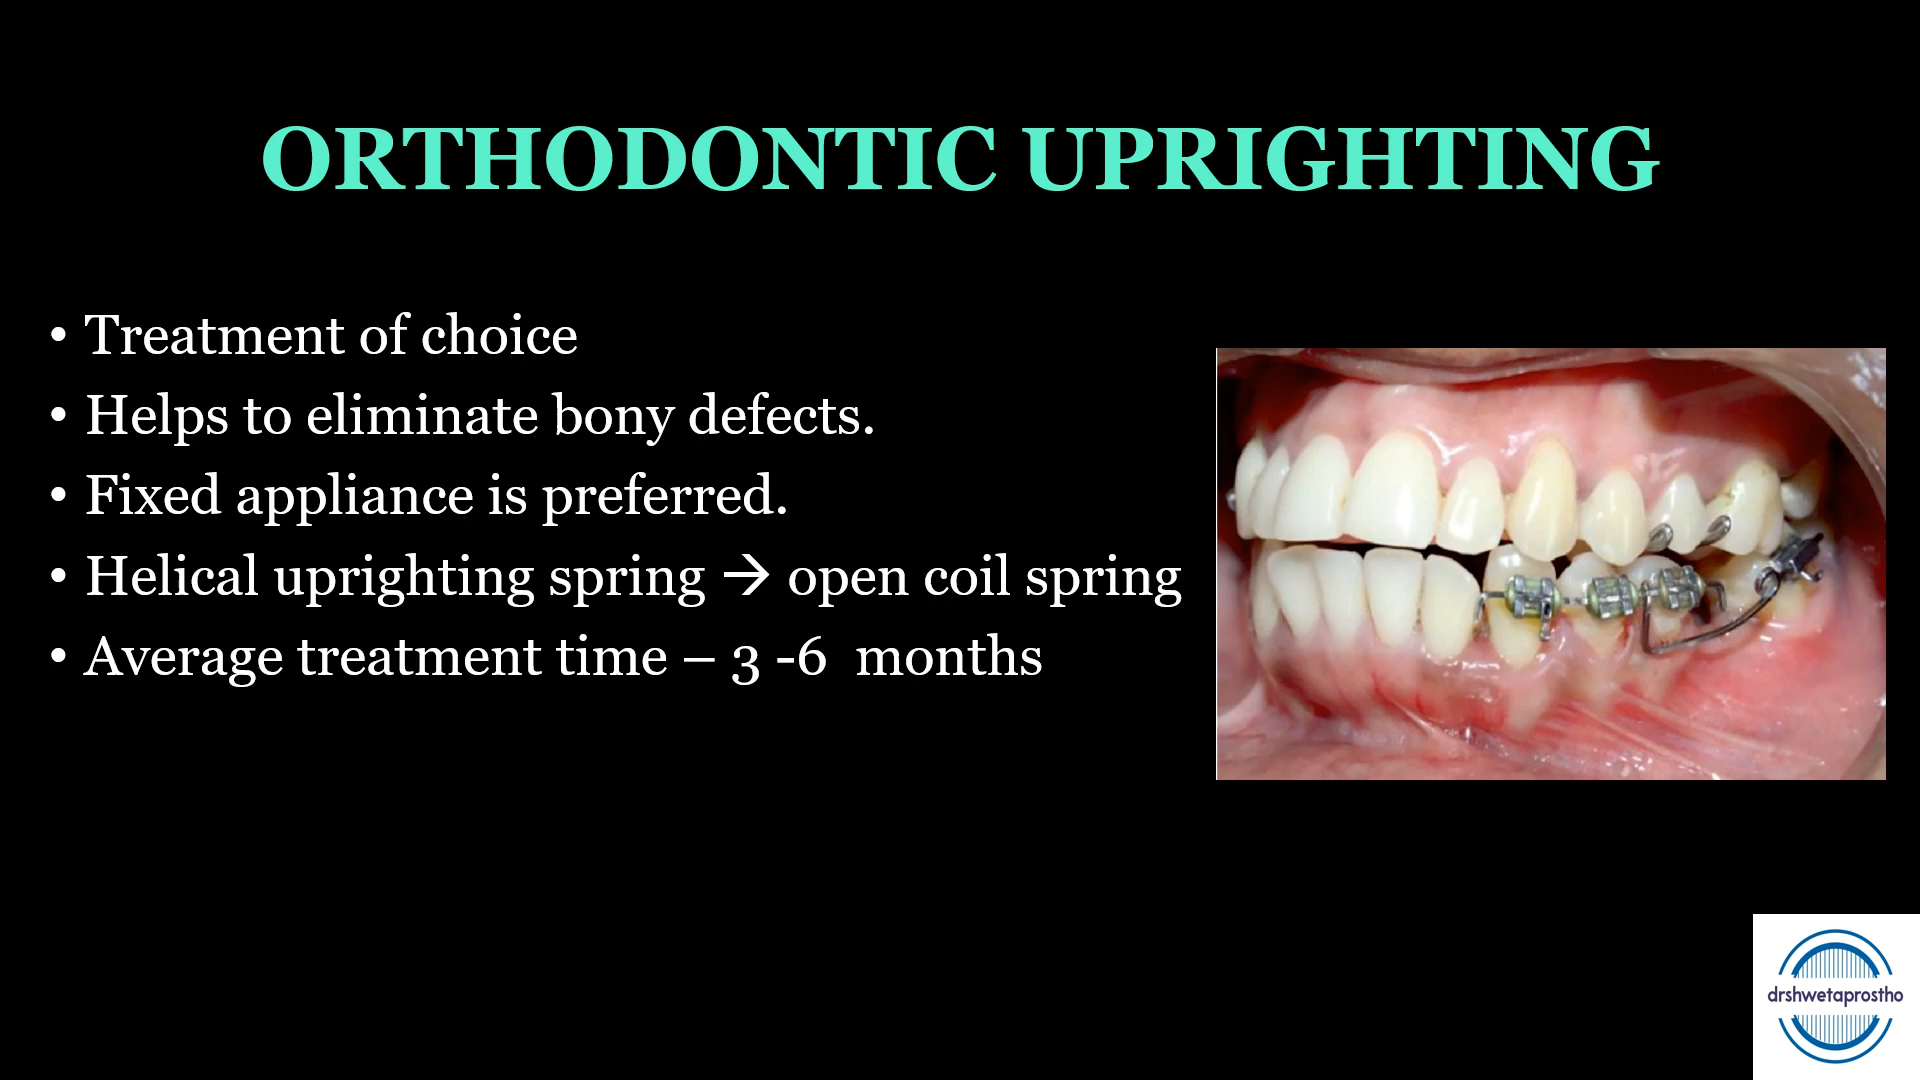 ORTHODONTIC UPRIGHTING
• Treatment of choice
• Helps to eliminate bony defects.
• Fixed appliance is preferred.
• Helical uprighting spring → open coil spring
• Average treatment time – 3 -6  months
drshwetaprostho